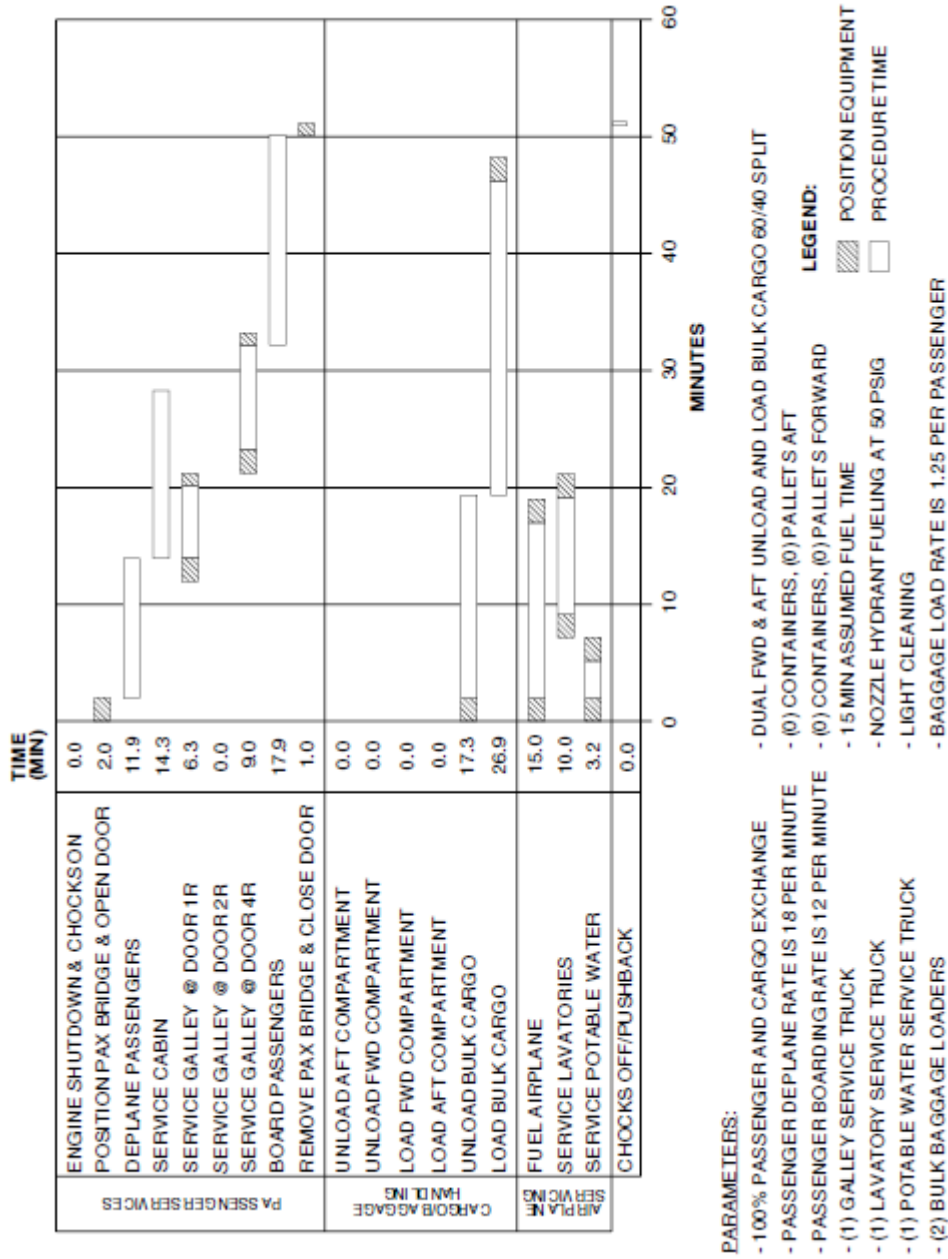 TIME
(MIN)
PASSENGER SERVICES
ENGINE SHUTDOWN & CHOCKS ON 0.0
POSITION PAX BRIDGE & OPEN DOOR 2.0
DEPLANE PASSENGERS 11.9
SERVICE CABIN 14.3
SERVICE GALLEY @ DOOR 1R 6.3
SERVICE GALLEY @ DOOR 2R 0.0
SERVICE GALLEY @ DOOR 4R 9.0
BOARD PASSENGERS 17.9
REMOVE PAX BRIDGE & CLOSE DOOR 1.0
CARGO/BAGGAGE
HANDLING
UNLOAD AFT COMPARTMENT 0.0
UNLOAD FWD COMPARTMENT 0.0
LOAD FWD COMPARTMENT 0.0
LOAD AFT COMPARTMENT 0.0
UNLOAD BULK CARGO 17.3
LOAD BULK CARGO 26.9
AIRPLANE
SERVICING
FUEL AIRPLANE 15.0
SERVICE LAVATORIES 10.0
SERVICE POTABLE WATER 3.2
CHOCKS OFF/PUSHBACK 0.0
0 10 20 30 40 50 60
MINUTES
PARAMETERS:
- 100% PASSENGER AND CARGO EXCHANGE
- PASSENGER DEPLANE RATE IS 18 PER MINUTE
- PASSENGER BOARDING RATE IS 12 PER MINUTE
- (1) GALLEY SERVICE TRUCK
- (1) LAVATORY SERVICE TRUCK
- (1) POTABLE WATER SERVICE TRUCK
- (2) BULK BAGGAGE LOADERS
- DUAL FWD & AFT UNLOAD AND LOAD BULK CARGO 60/40 SPLIT
- (0) CONTAINERS, (0) PALLETS AFT
- (0) CONTAINERS, (0) PALLETS FORWARD
- 15 MIN ASSUMED FUEL TIME
- NOZZLE HYDRANT FUELING AT 50 PSIG
- LIGHT CLEANING
- BAGGAGE LOAD RATE IS 1.25 PER PASSENGER
LEGEND:
POSITION EQUIPMENT
PROCEDURE TIME